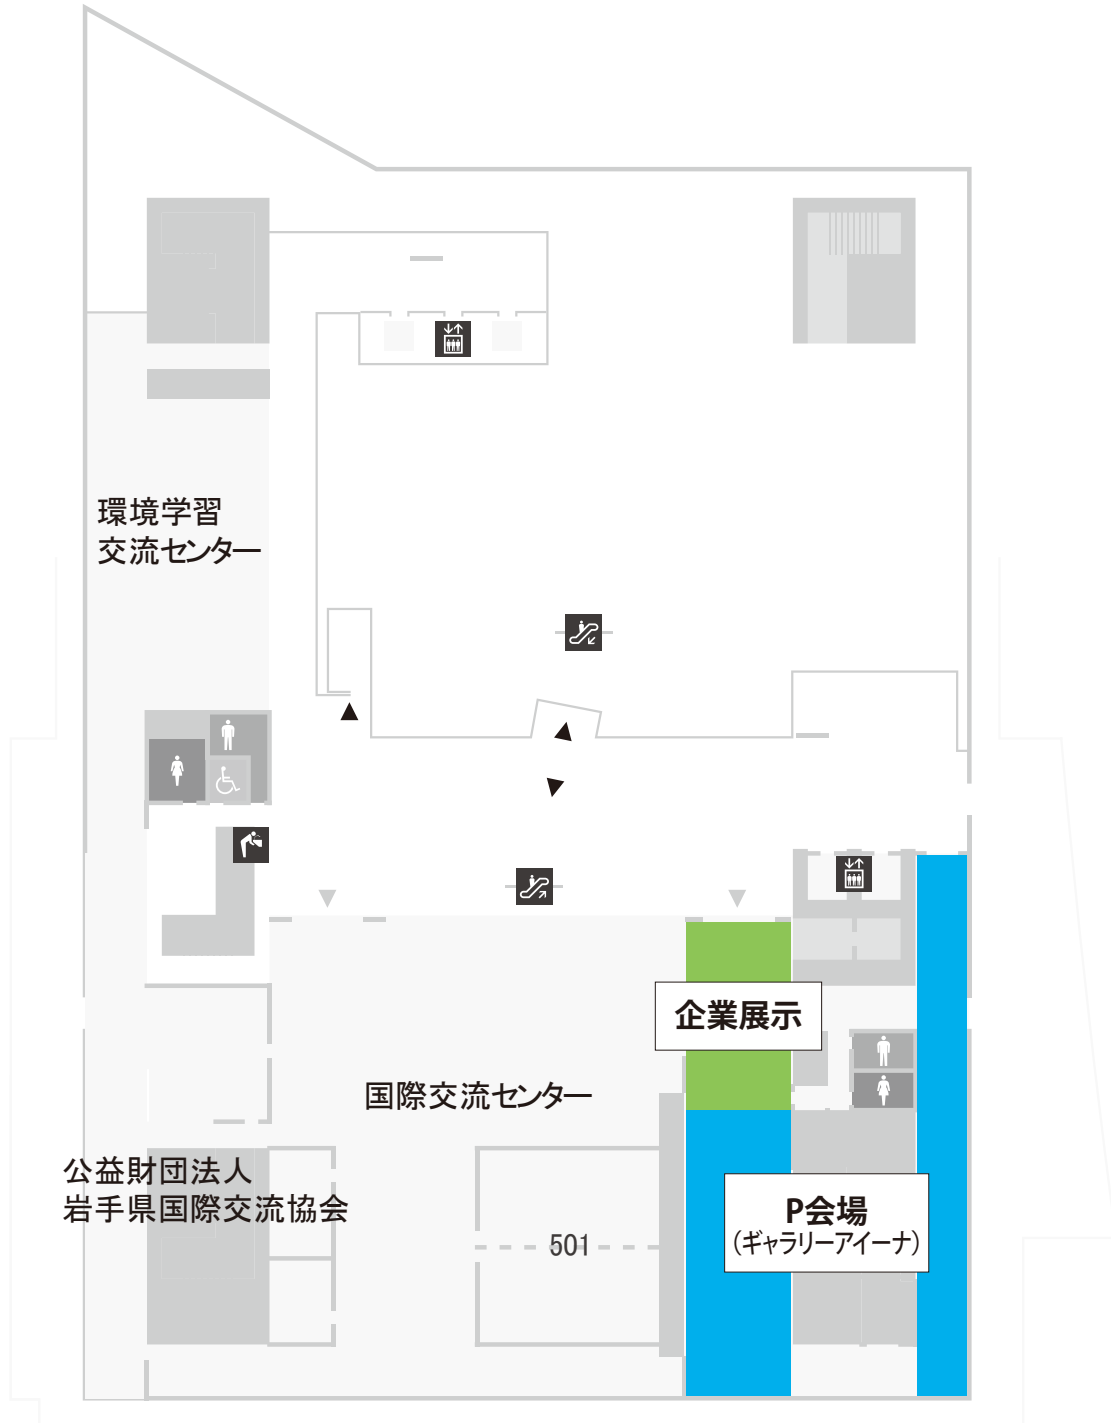 環境学習
交流センター
企業展示
国際交流センター
公益財団法人
岩手県国際交流協会
501
P会場
（ギャラリーアイーナ）